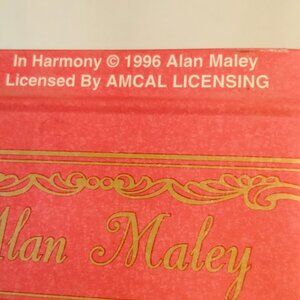 In Harmony © 1996 Alan Maley
Licensed By AMCAL LICENSING
Alan Maley